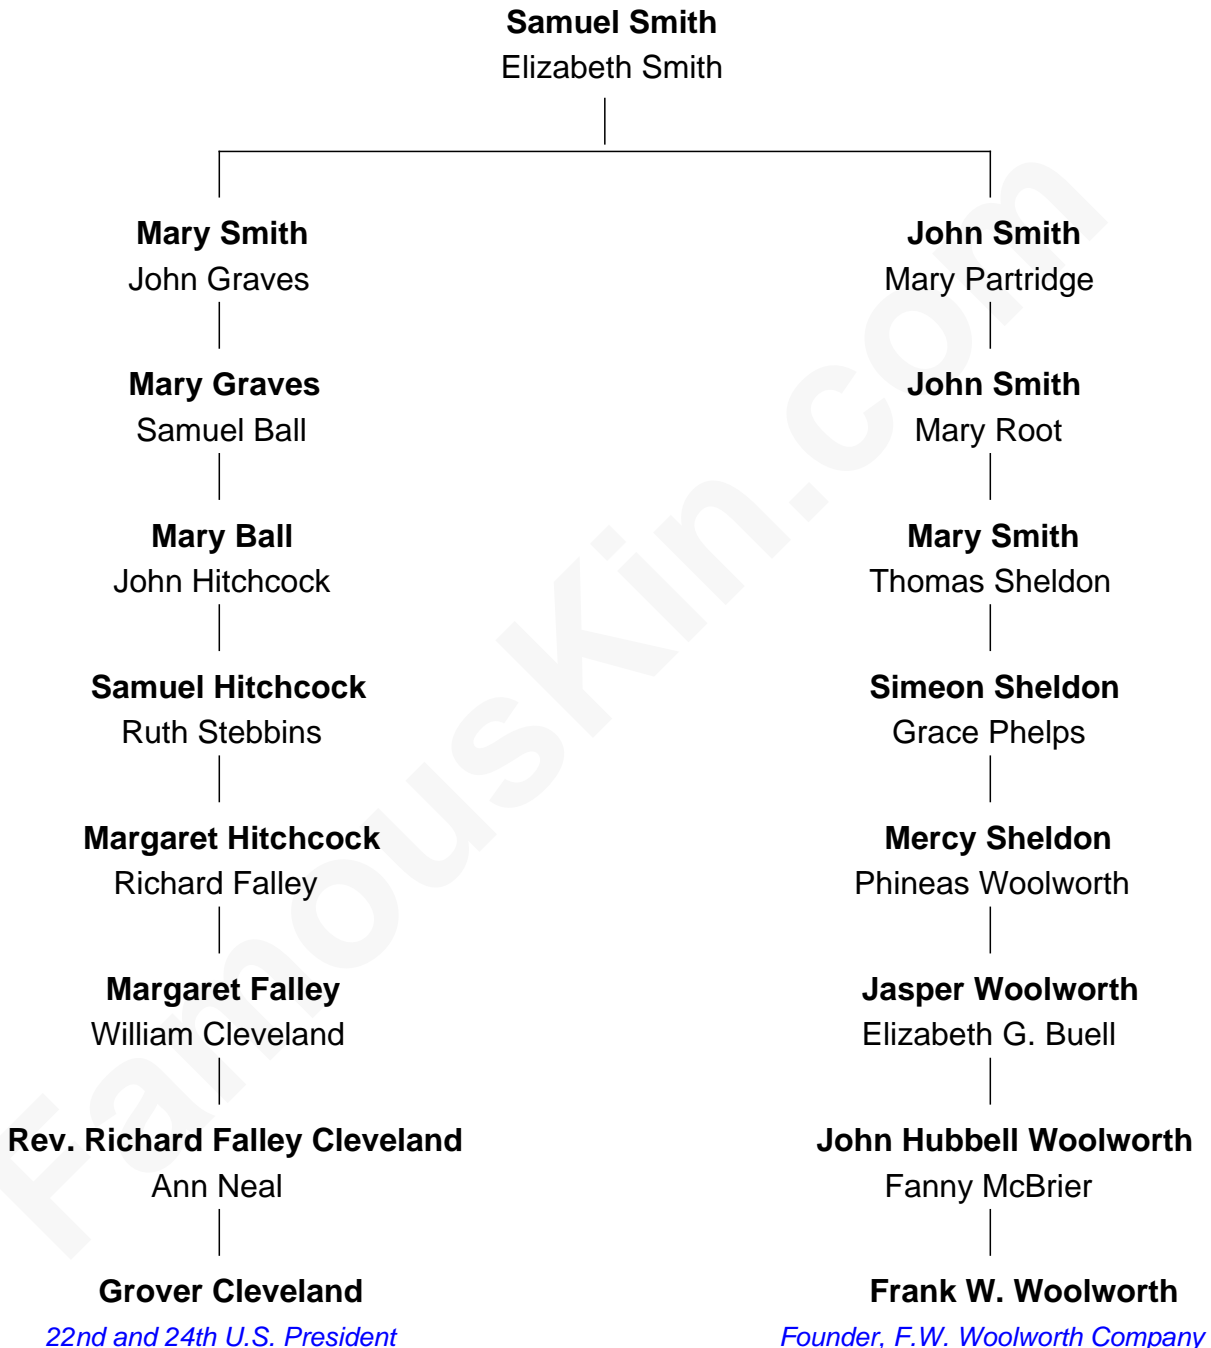 Samuel Smith
Elizabeth Smith
Mary Smith
John Graves
John Smith
Mary Partridge
Mary Graves
Samuel Ball
John Smith
Mary Root
Mary Ball
John Hitchcock
Mary Smith
Thomas Sheldon
Samuel Hitchcock
Ruth Stebbins
Simeon Sheldon
Grace Phelps
Margaret Hitchcock
Richard Falley
Mercy Sheldon
Phineas Woolworth
Margaret Falley
William Cleveland
Jasper Woolworth
Elizabeth G. Buell
Rev. Richard Falley Cleveland
Ann Neal
John Hubbell Woolworth
Fanny McBrier
Grover Cleveland
22nd and 24th U.S. President
Frank W. Woolworth
Founder, F.W. Woolworth Company
FamousKin.com